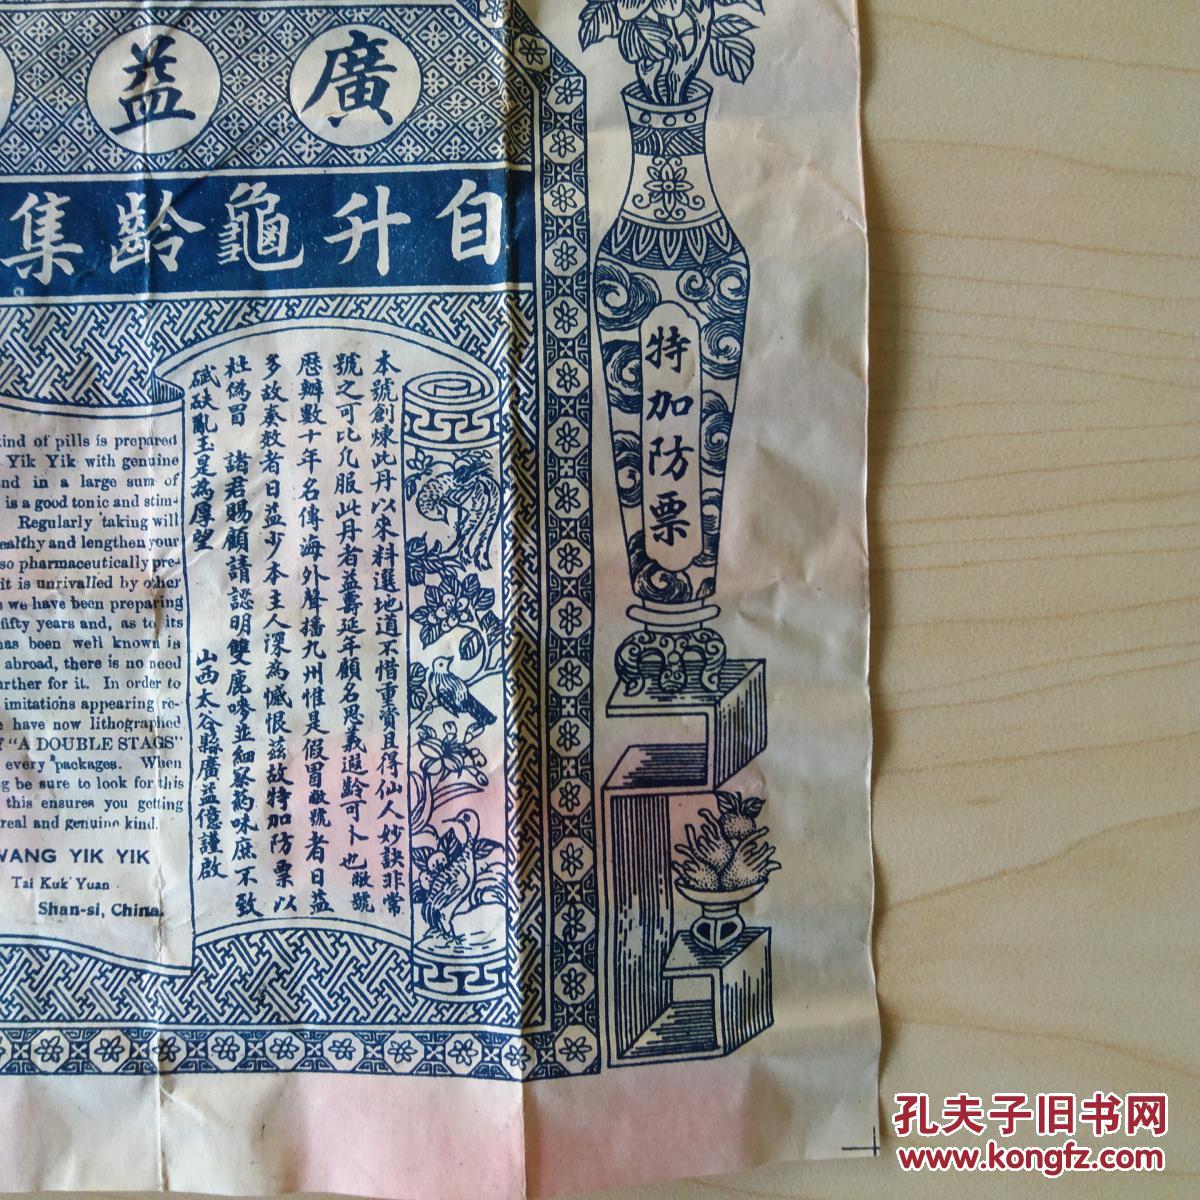 廣益
自升龜齡集
特加防票
本號創煉此丹以來料選地道不惜重資且得仙人妙訣非常
號之可比凢服此丹者益壽延年顧名思義遐齡可卜也敝號
歷辦數十年名傳海外聲播九州惟是假冒敝號者日益
多故奏效者日益少本主人深為憾恨茲故特加防票以
杜偽冒 諸君賜顧請認明雙鹿嘜並細察葯味庶不致
碔砆亂玉是為厚望
山西太谷縣廣益億謹啟
kind of pills is prepared
Yik Yik with genuine
and in a large sum of
is a good tonic and stim-
Regularly taking will
ealthy and lengthen your
so pharmaceutically pre-
it is unrivalled by other
s we have been preparing
fifty years and, as to its
has been well known in
abroad, there is no need
urther for it. In order to
imitations appearing re-
e have now lithographed
f "A DOUBLE STAGS"
every packages. When
g be sure to look for this
this ensures you getting
real and genuine kind.
WANG YIK YIK
Tai Kuk Yuan
Shan-si, China.
孔夫子旧书网
www.kongfz.com